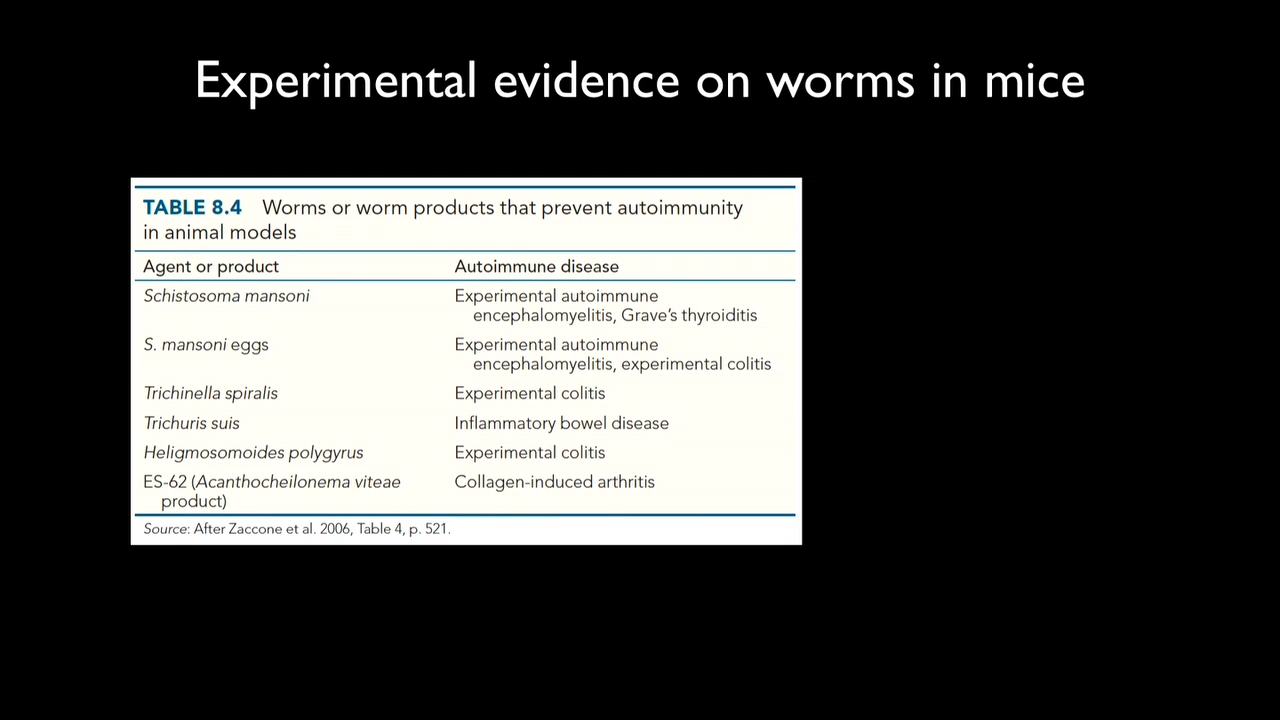 Experimental evidence on worms in mice
TABLE 8.4 Worms or worm products that prevent autoimmunity
in animal models
Agent or product Autoimmune disease
Schistosoma mansoni Experimental autoimmune
encephalomyelitis, Grave's thyroiditis
S. mansoni eggs Experimental autoimmune
encephalomyelitis, experimental colitis
Trichinella spiralis Experimental colitis
Trichuris suis Inflammatory bowel disease
Heligmosomoides polygyrus Experimental colitis
ES-62 (Acanthocheilonema viteae Collagen-induced arthritis
product)
Source: After Zaccone et al. 2006, Table 4, p. 521.